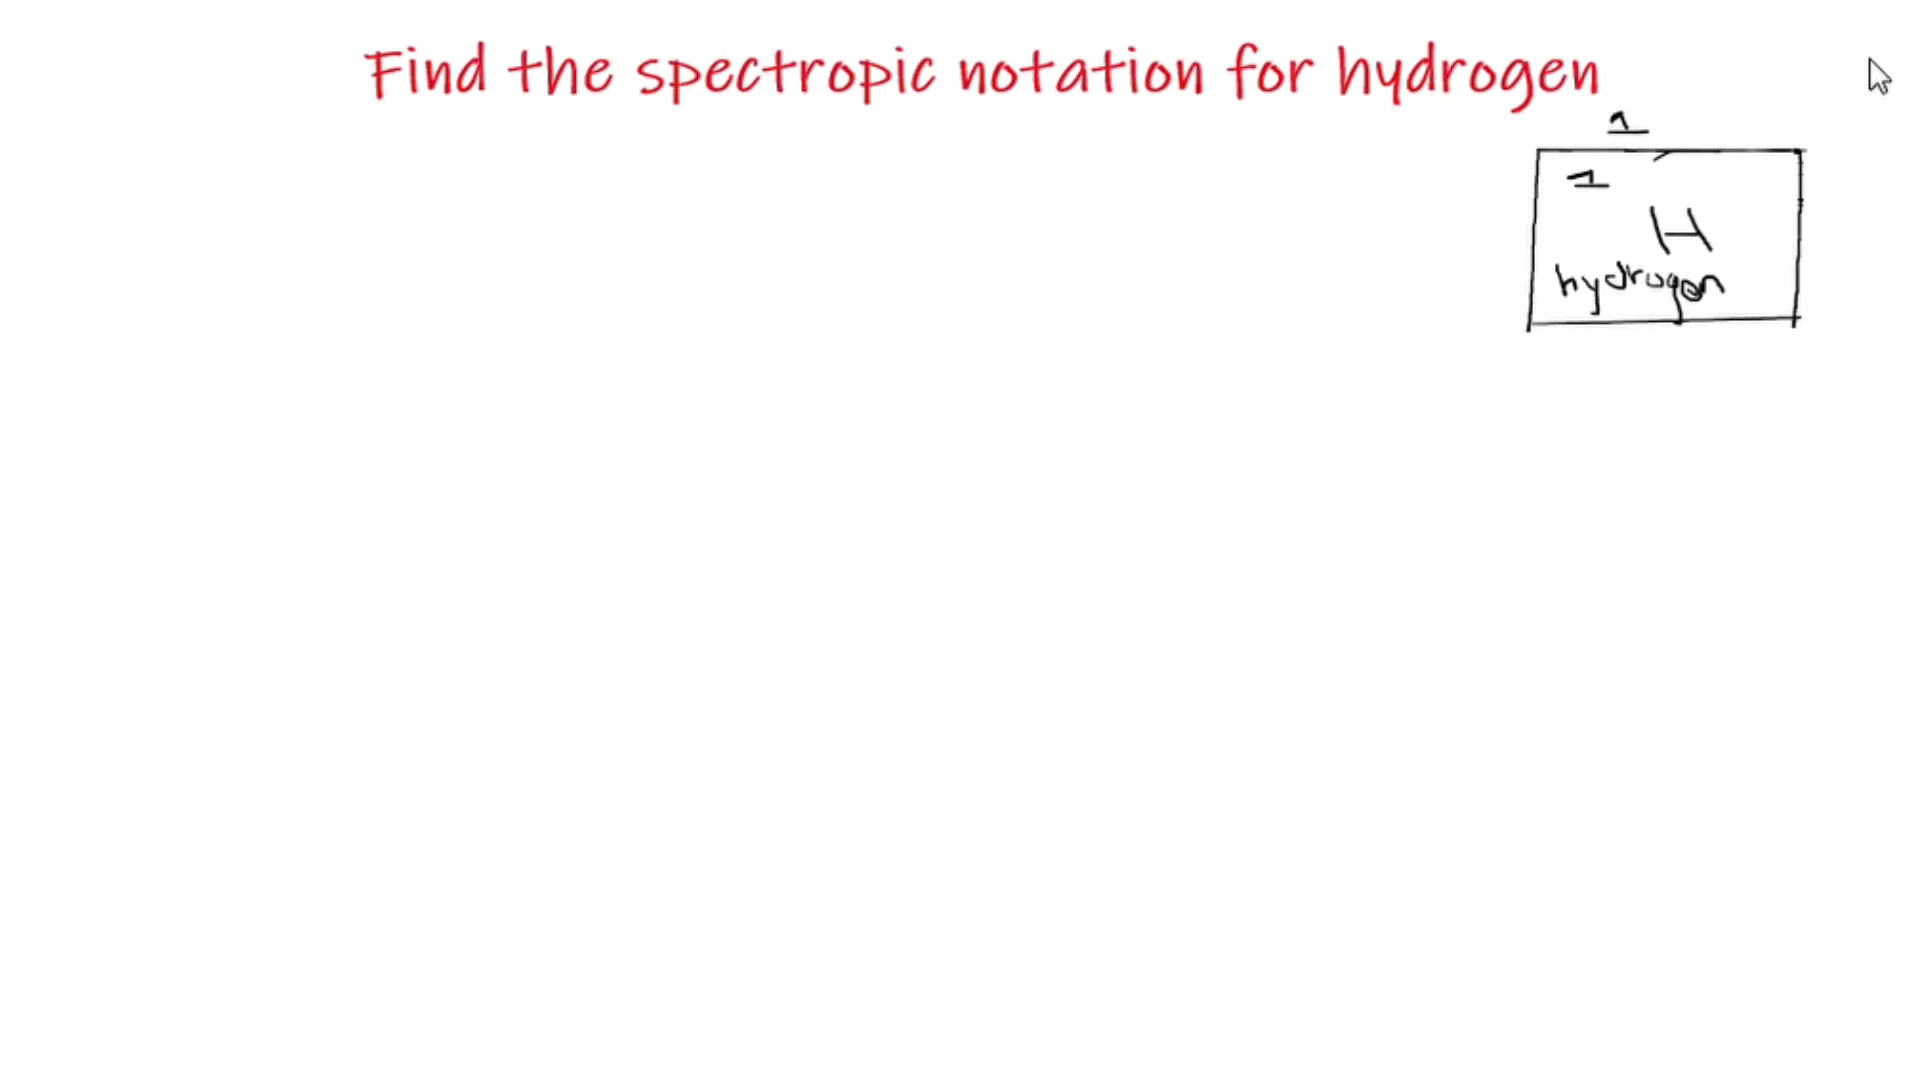 Find the spectropic notation for hydrogen
1
1
H
hydrogen